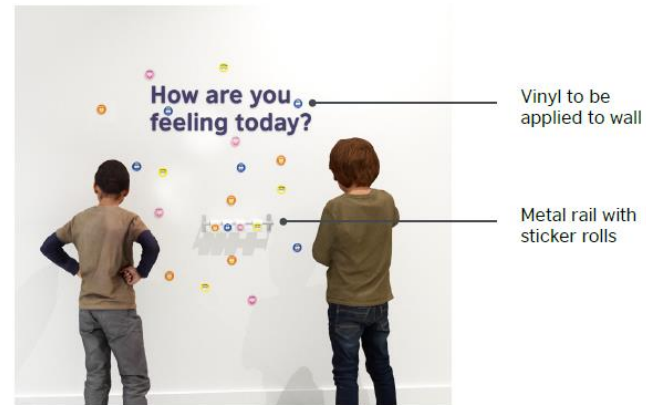 How are you
feeling today?
Vinyl to be
applied to wall
Metal rail with
sticker rolls